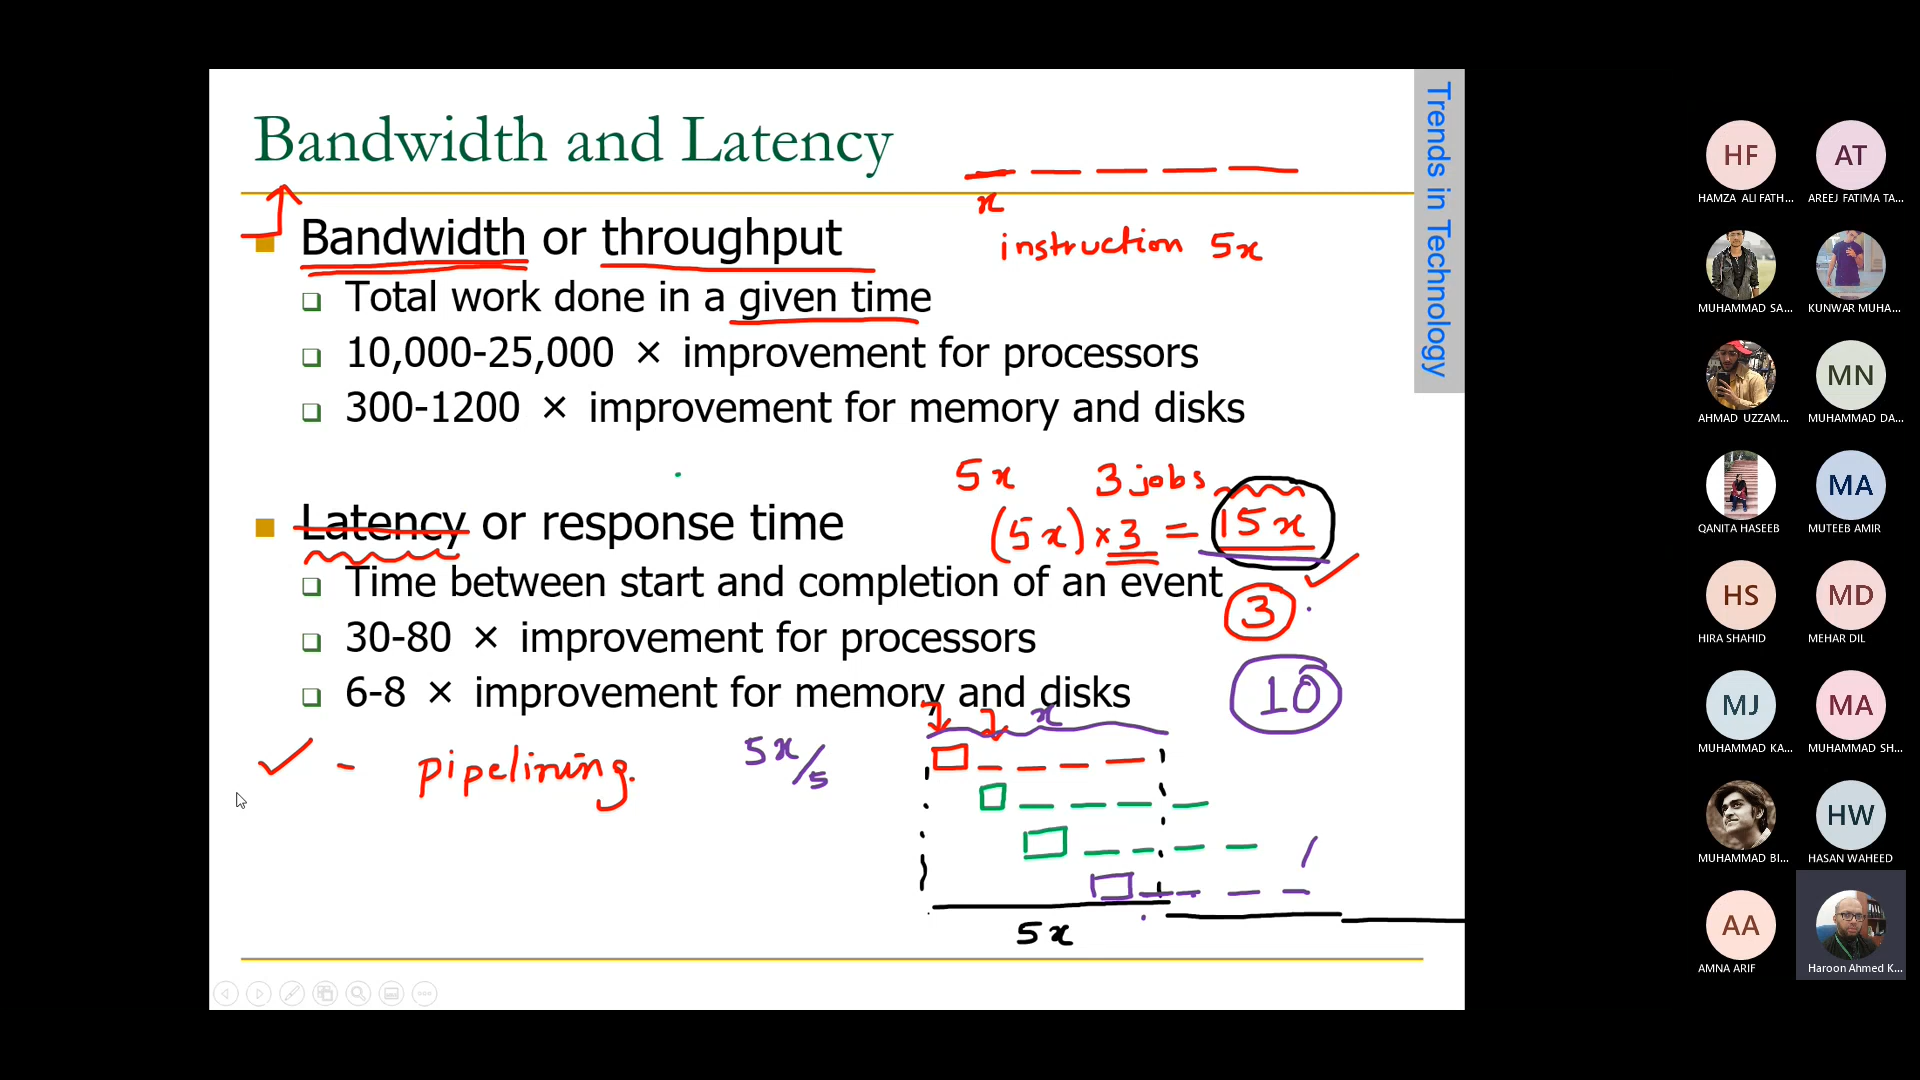 Bandwidth and Latency
Trends in Technology
x
instruction 5x
Bandwidth or throughput
Total work done in a given time
10,000-25,000 × improvement for processors
300-1200 × improvement for memory and disks
5x 3 jobs
(5x) × 3 = 15x
Latency or response time
Time between start and completion of an event
3
30-80 × improvement for processors
6-8 × improvement for memory and disks
10
x
- pipelining.
5x/5
5x
HF
HAMZA ALI FATH...
AT
AREEJ FATIMA TA...
MUHAMMAD SA...
KUNWAR MUHA...
AHMAD UZZAM...
MN
MUHAMMAD DA...
QANITA HASEEB
MA
MUTEEB AMIR
HS
HIRA SHAHID
MD
MEHAR DIL
MJ
MUHAMMAD KA...
MA
MUHAMMAD SH...
MUHAMMAD BI...
HW
HASAN WAHEED
AA
AMNA ARIF
Haroon Ahmed K...